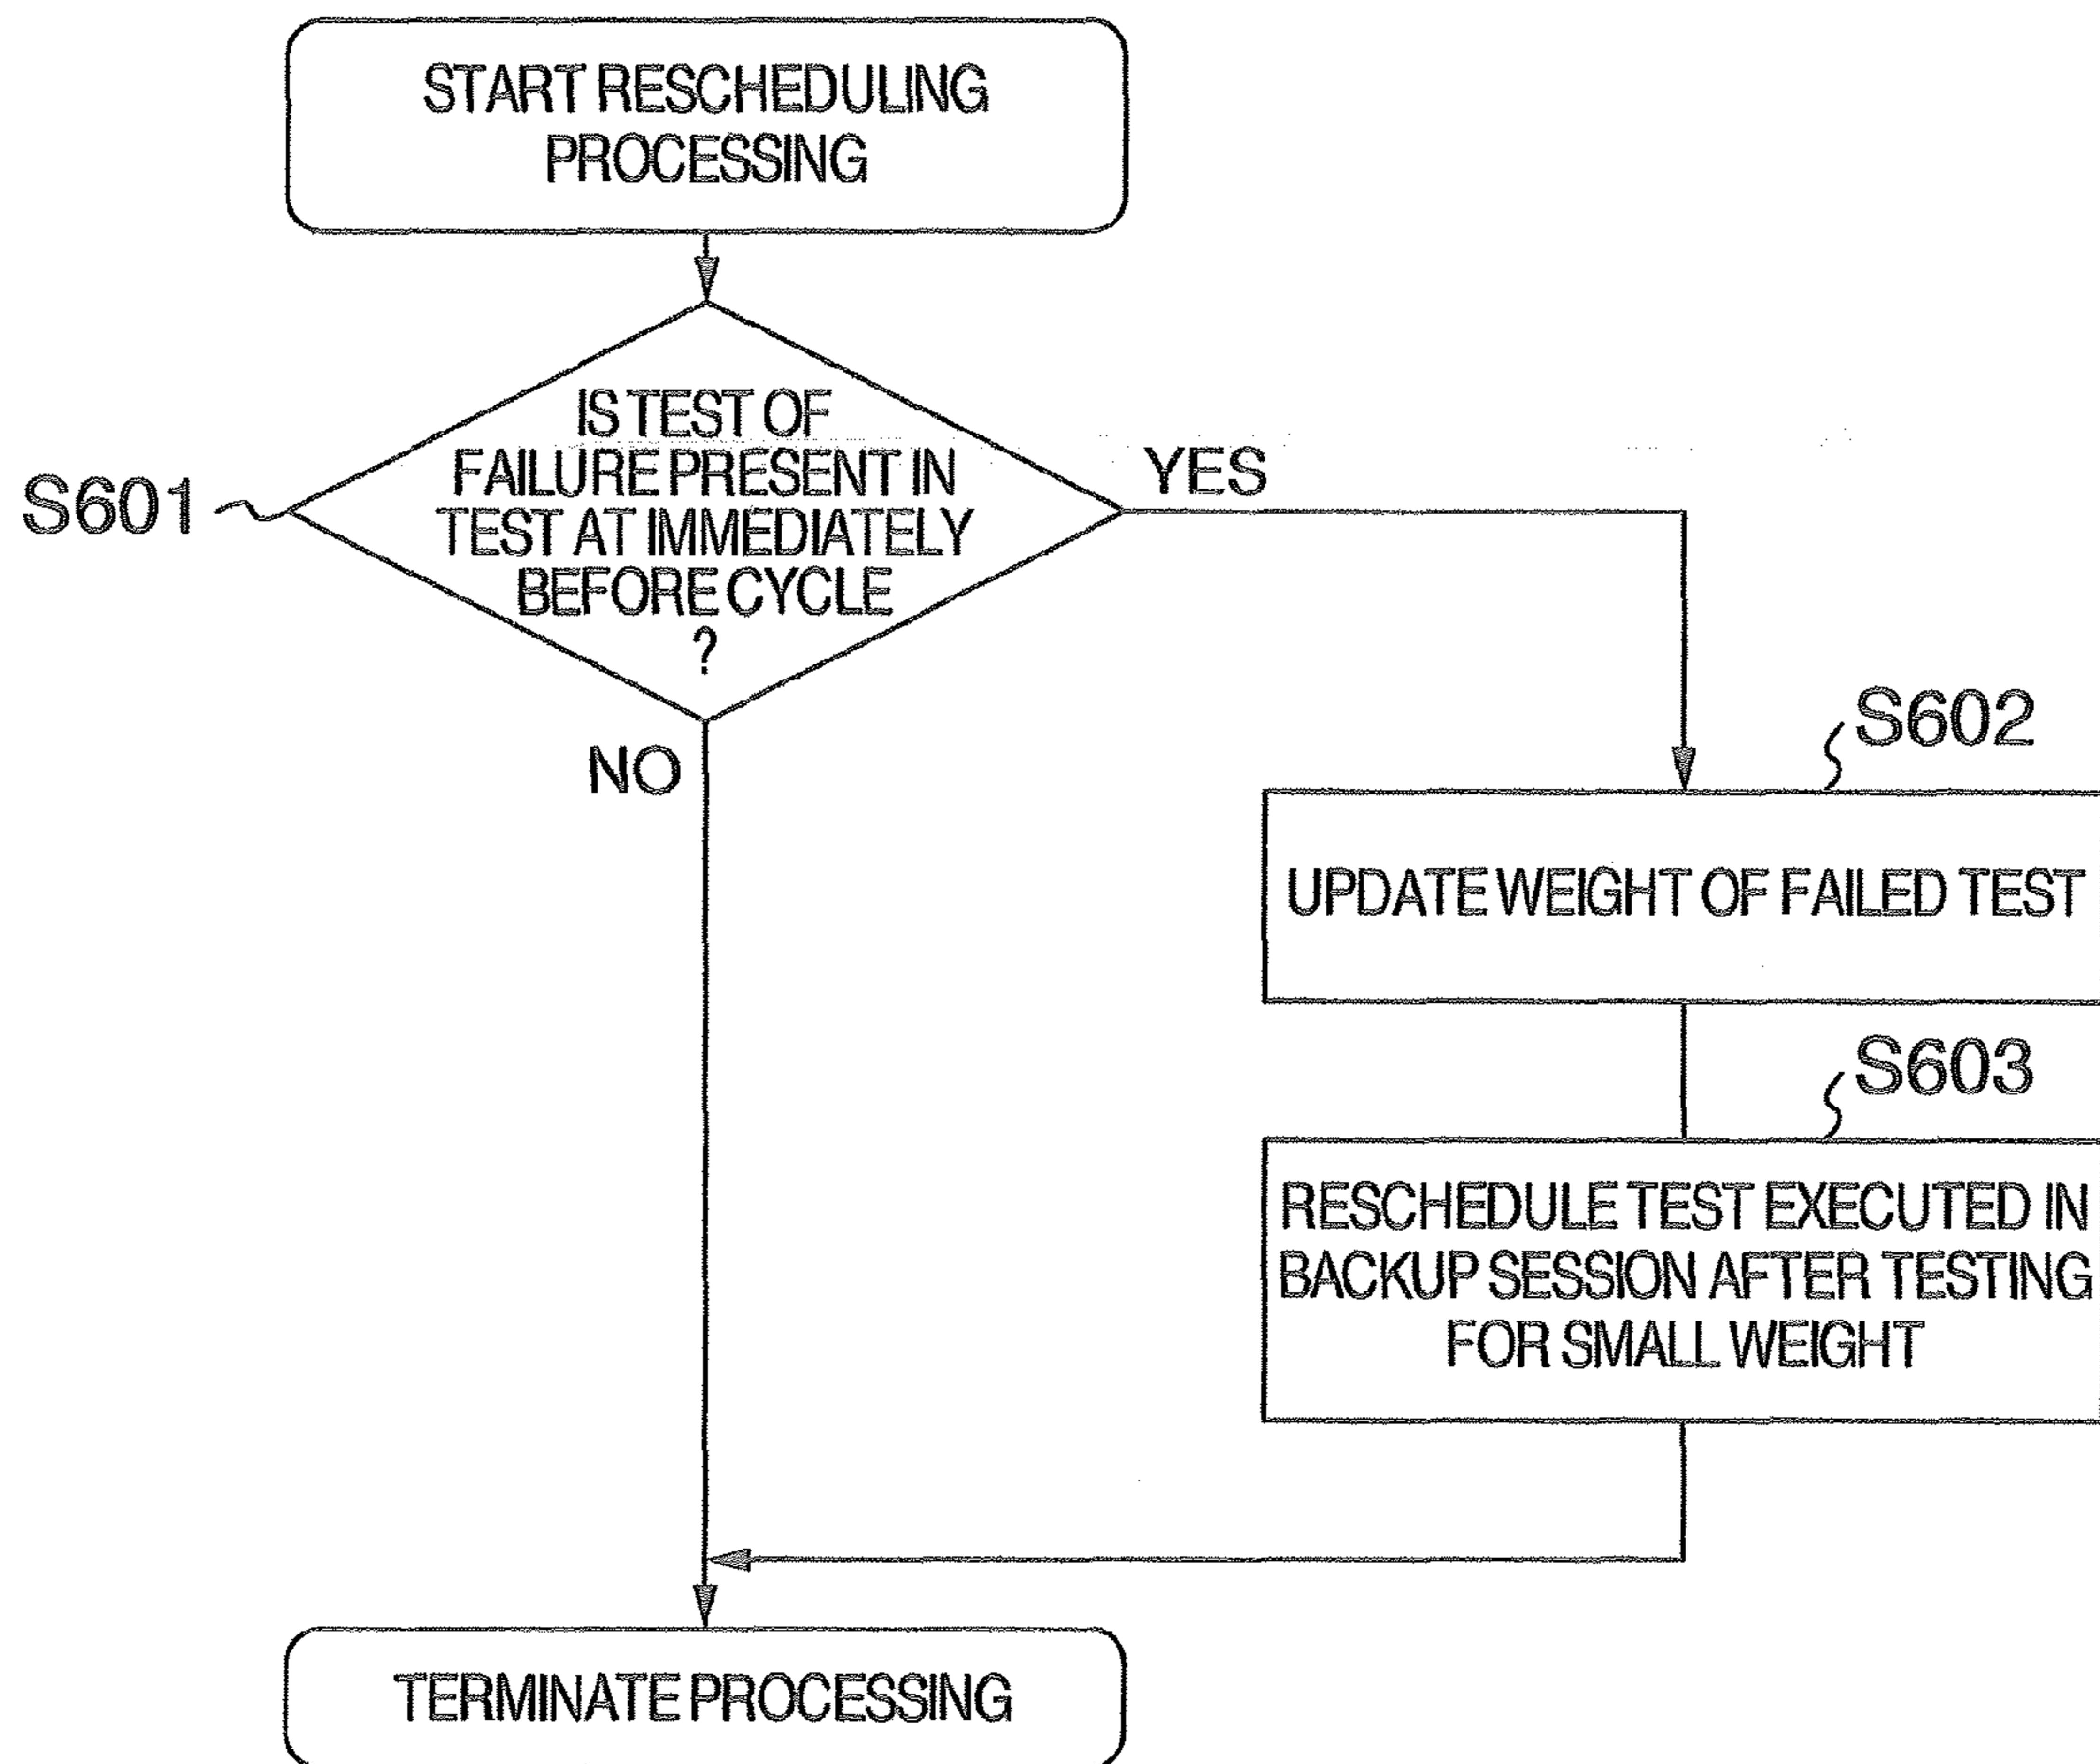 START RESCHEDULING
PROCESSING
IS TEST OF
FAILURE PRESENT IN
TEST AT IMMEDIATELY
BEFORE CYCLE
?
S601
YES
NO
S602
UPDATE WEIGHT OF FAILED TEST
S603
RESCHEDULE TEST EXECUTED IN
BACKUP SESSION AFTER TESTING
FOR SMALL WEIGHT
TERMINATE PROCESSING